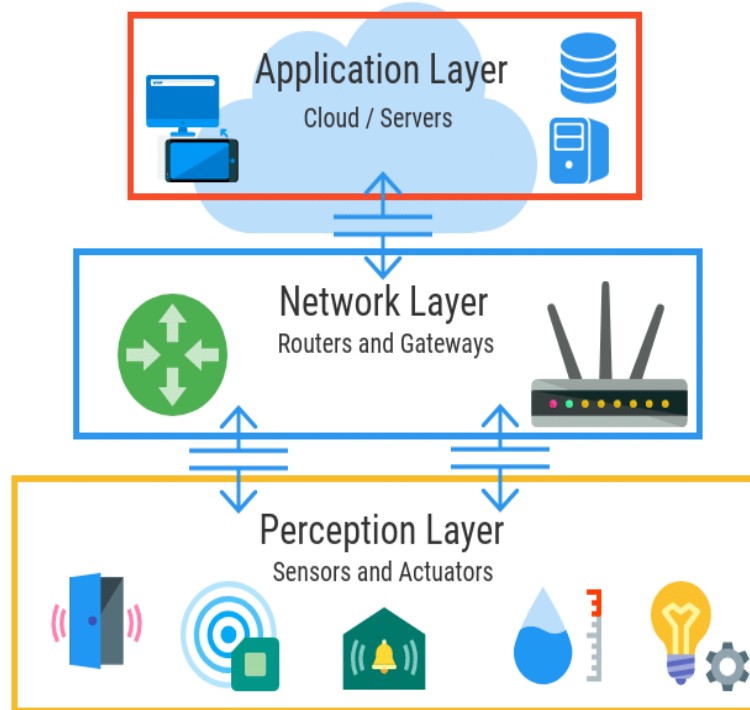 Application Layer
Cloud / Servers
Network Layer
Routers and Gateways
Perception Layer
Sensors and Actuators